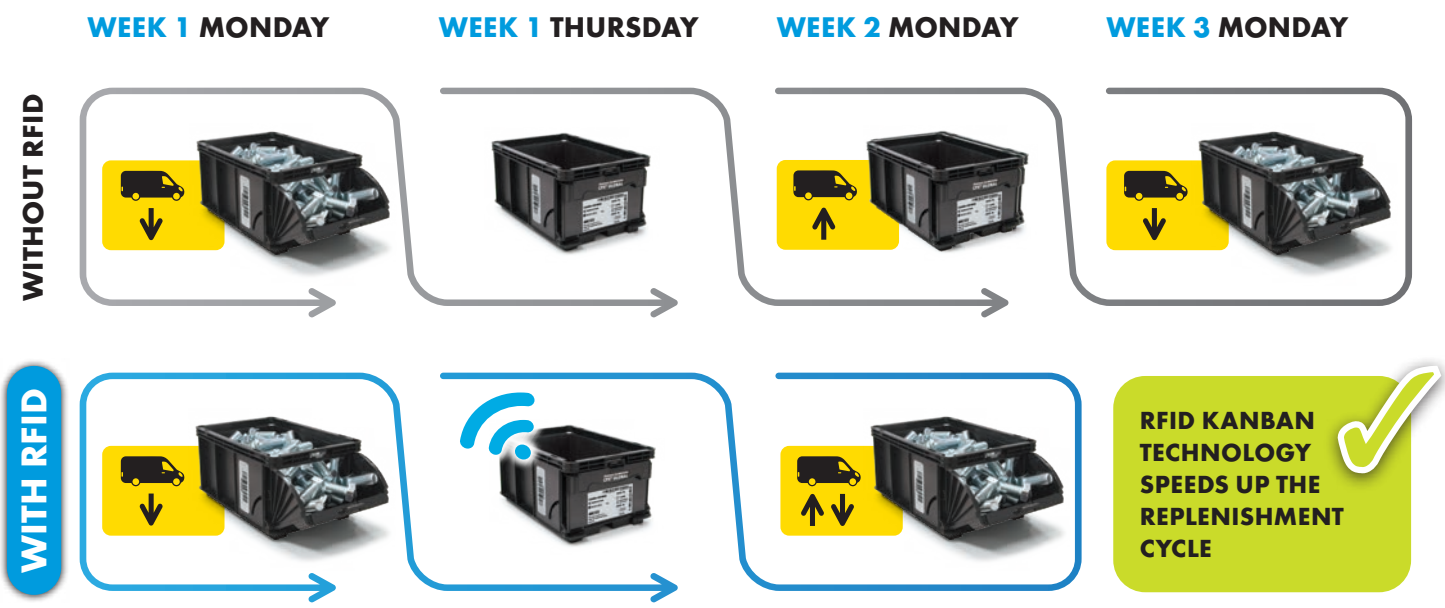 WEEK 1 MONDAY
WEEK 1 THURSDAY
WEEK 2 MONDAY
WEEK 3 MONDAY
WITHOUT RFID
WITH RFID
RFID KANBAN
TECHNOLOGY
SPEEDS UP THE
REPLENISHMENT
CYCLE